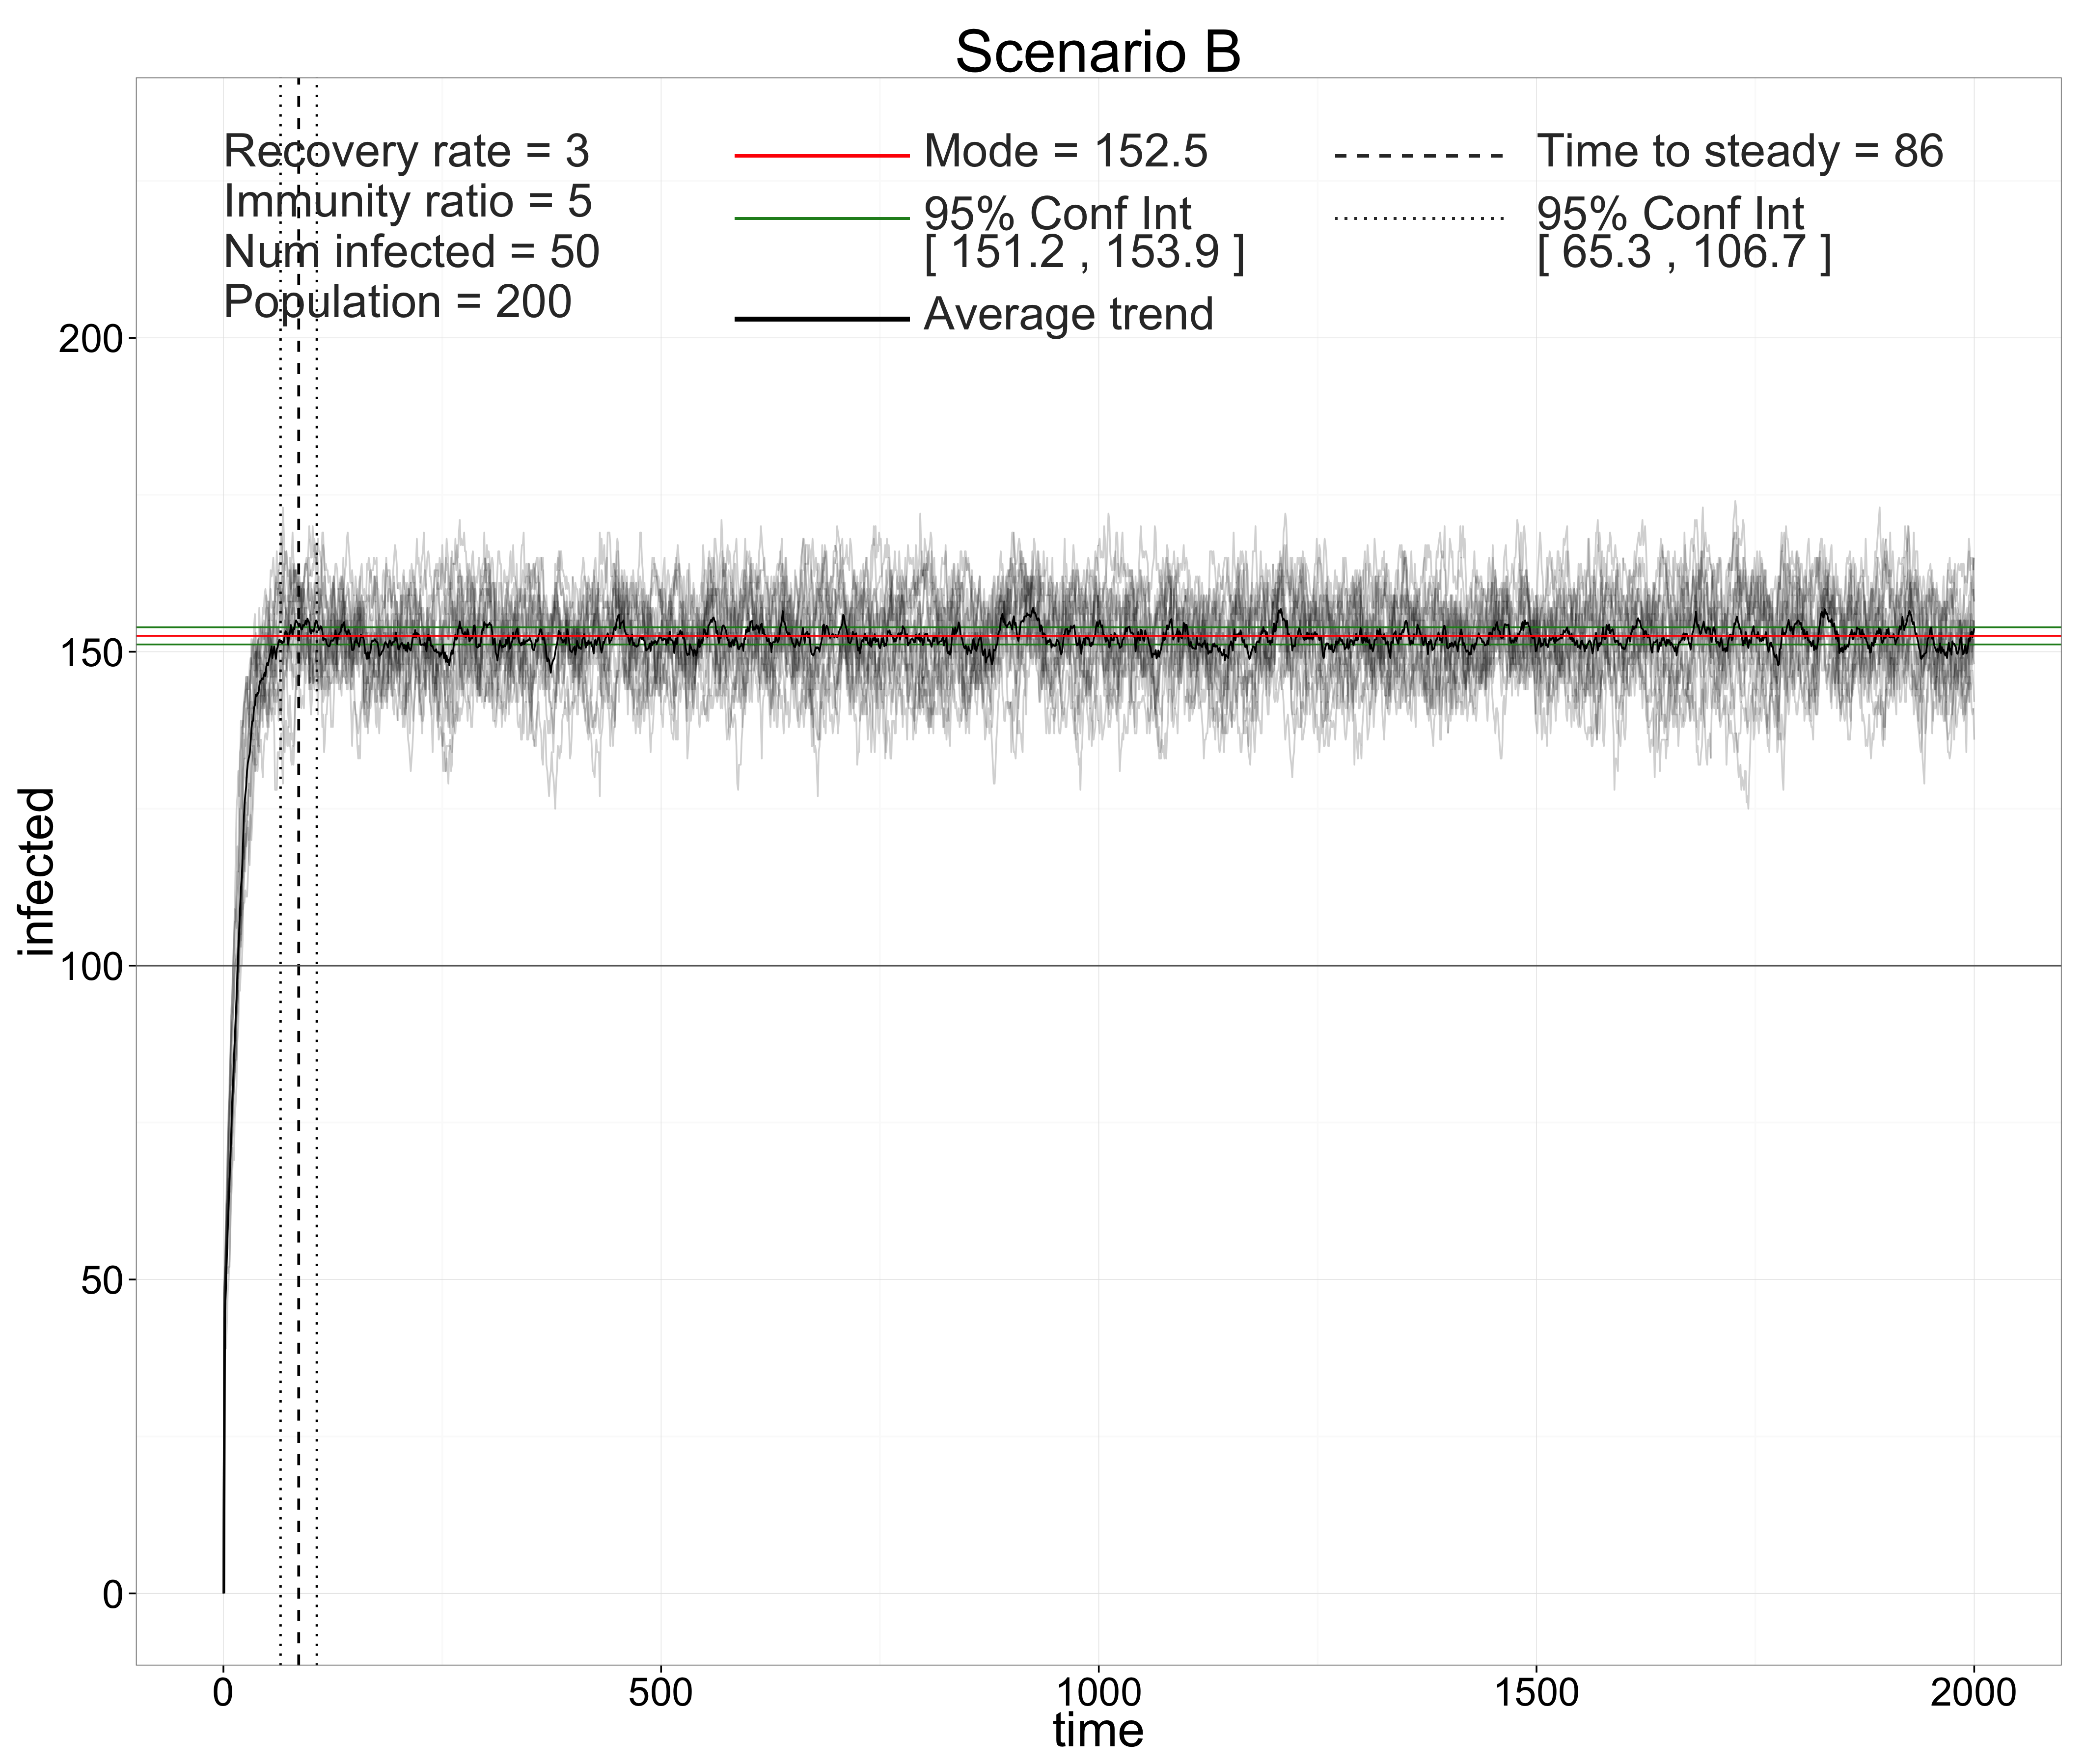 Scenario B
Recovery rate = 3
Immunity ratio = 5
Num infected = 50
Population = 200
Mode = 152.5
95% Conf Int
[ 151.2 , 153.9 ]
Average trend
Time to steady = 86
95% Conf Int
[ 65.3 , 106.7 ]
infected
200
150
100
50
0
0 500 1000 1500 2000
time